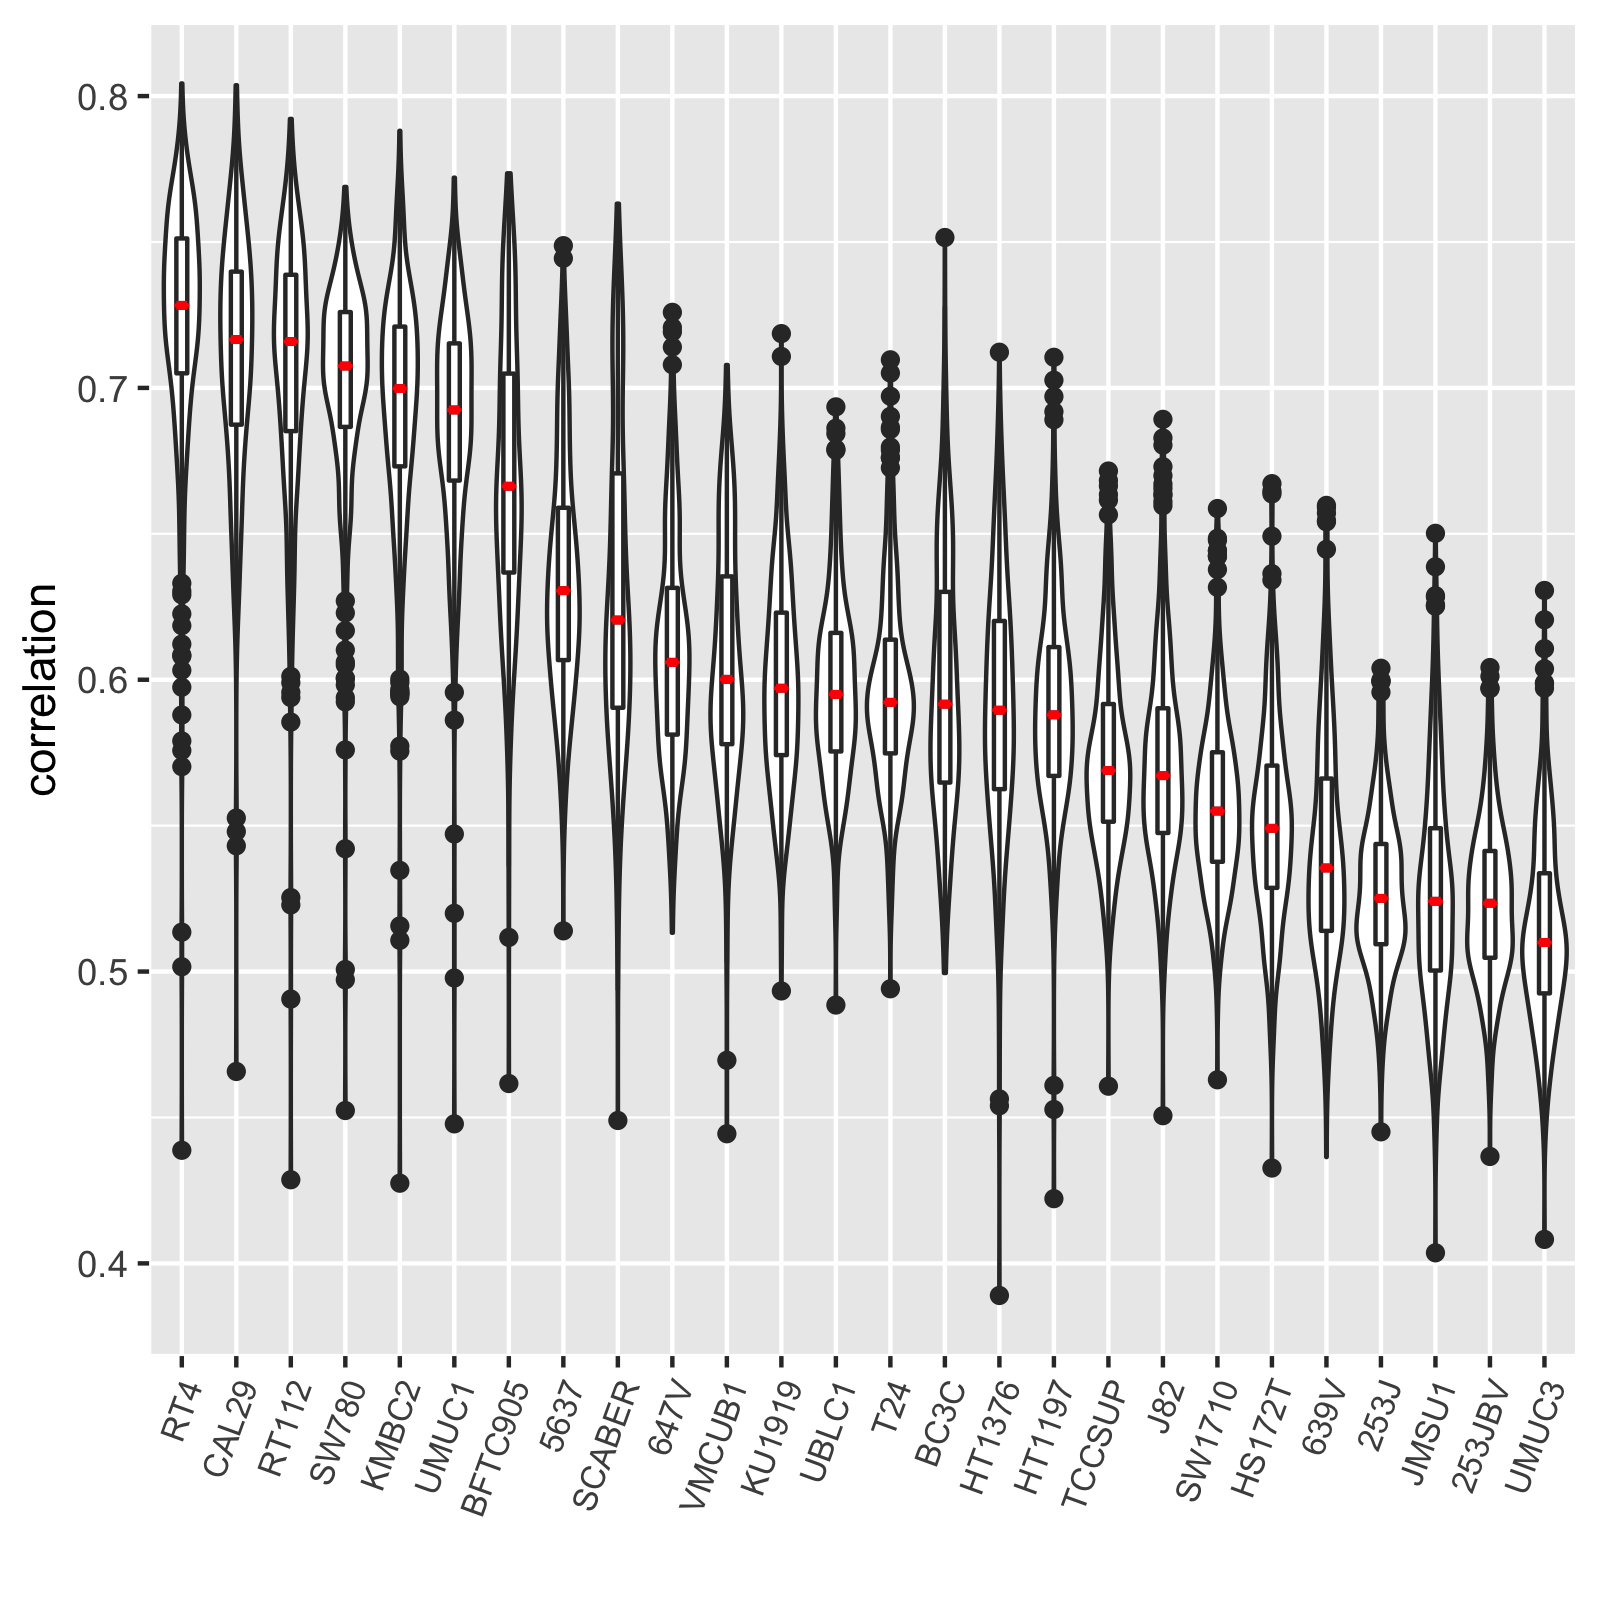 correlation
0.8
0.7
0.6
0.5
0.4
RT4
CAL29
RT112
SW780
KMBC2
UMUC1
BFTC905
5637
SCABER
647V
VMCUB1
KU1919
UBLC1
T24
BC3C
HT1376
HT1197
TCCSUP
J82
SW1710
HS172T
639V
253J
JMSU1
253JBV
UMUC3